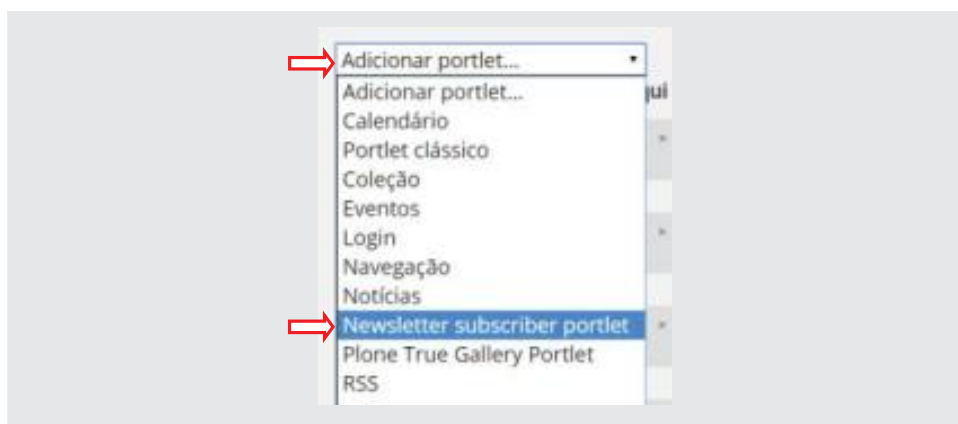 Adicionar portlet...
Adicionar portlet...
Calendário
Portlet clássico
Coleção
Eventos
Login
Navegação
Notícias
Newsletter subscriber portlet
Plone True Gallery Portlet
RSS